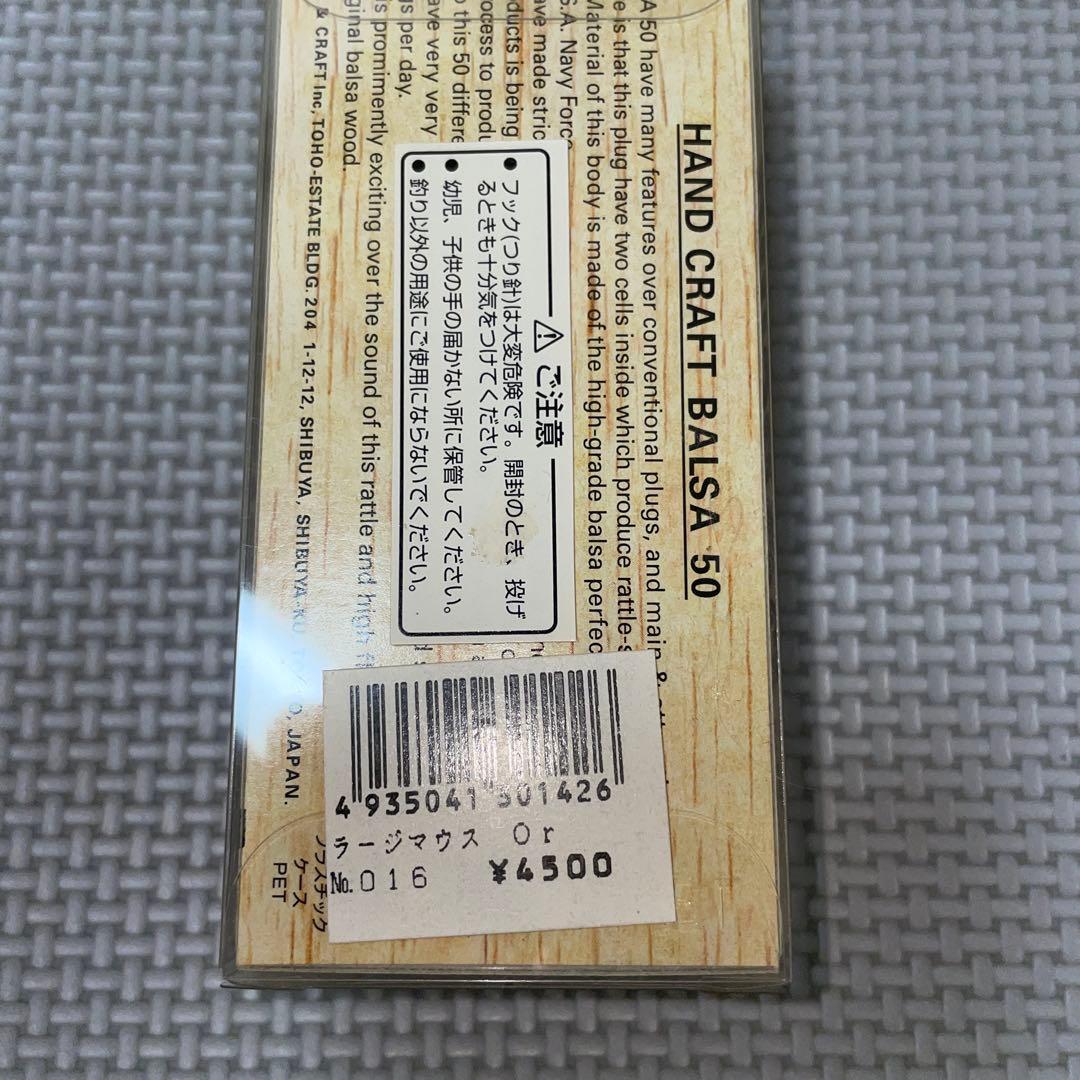 HAND CRAFT BALSA 50
A 50 have many features over conventional plugs, and main &
e is that this plug have two cells inside which produce rattle-s
Material of this body is made of the high-grade balsa perfec
S.A. Navy Force
ave made stric
ducts is being
rocess to produ
o this 50 differe
ave very very
gs per day.
ds promimently exciting over the sound of this rattle and high
ginal balsa wood.
& CRAFT Inc, TOHO-ESTATE BLDG. 204 1-12-12, SHIBUYA, SHIBUYA-KU, TO O, JAPAN.
⚠ ご注意
● フック(つり針)は大変危険です。開封のとき、投げ
るときも十分気をつけてください。
● 幼児、子供の手の届かない所に保管してください。
● 釣り以外の用途にご使用にならないでください。
4 935041 501426
ラージマウス Or
No.016 ¥4500
プラスチック
ケース
PET